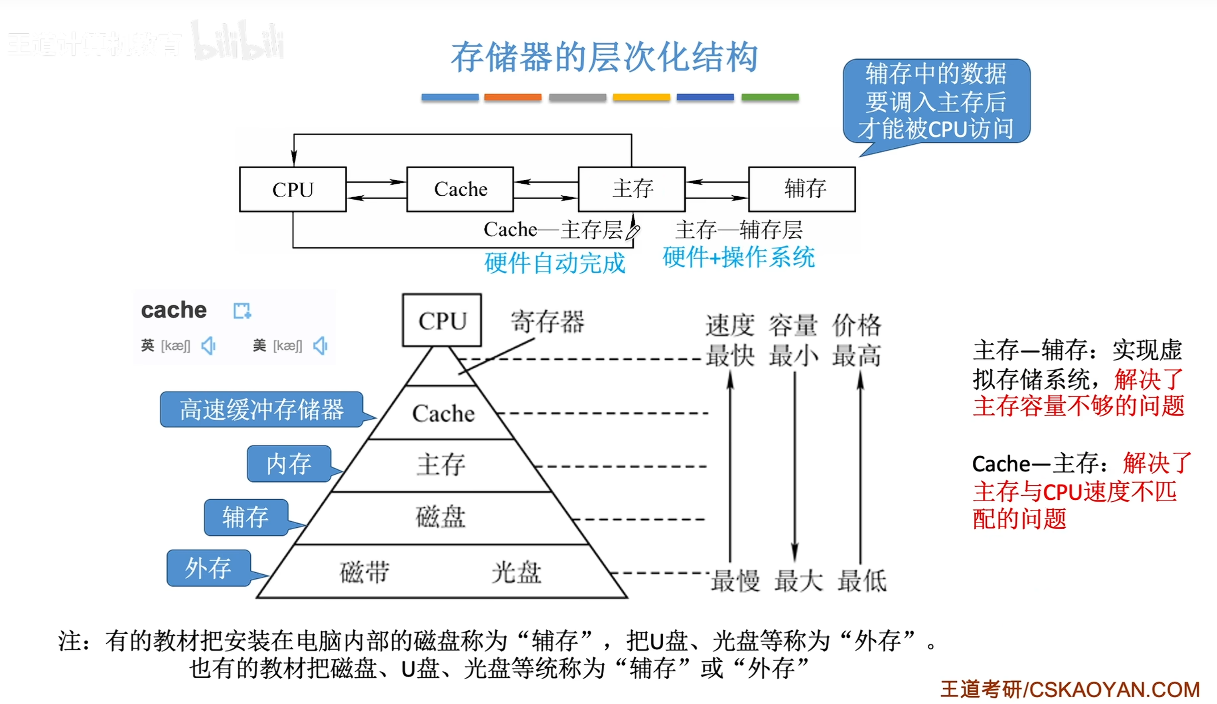 王道计算机教育 bilibili
存储器的层次化结构
辅存中的数据
要调入主存后
才能被CPU访问
CPU
Cache
主存
辅存
Cache—主存层
主存—辅存层
硬件自动完成
硬件+操作系统
cache
英 [kæʃ]
美 [kæʃ]
CPU
寄存器
速度 容量 价格
最快 最小 最高
高速缓冲存储器
Cache
内存
主存
辅存
磁盘
外存
磁带
光盘
最慢 最大 最低
主存—辅存：实现虚
拟存储系统，解决了
主存容量不够的问题
Cache—主存：解决了
主存与CPU速度不匹
配的问题
注：有的教材把安装在电脑内部的磁盘称为“辅存”，把U盘、光盘等称为“外存”。
也有的教材把磁盘、U盘、光盘等统称为“辅存”或“外存”
王道考研/CSKAOYAN.COM